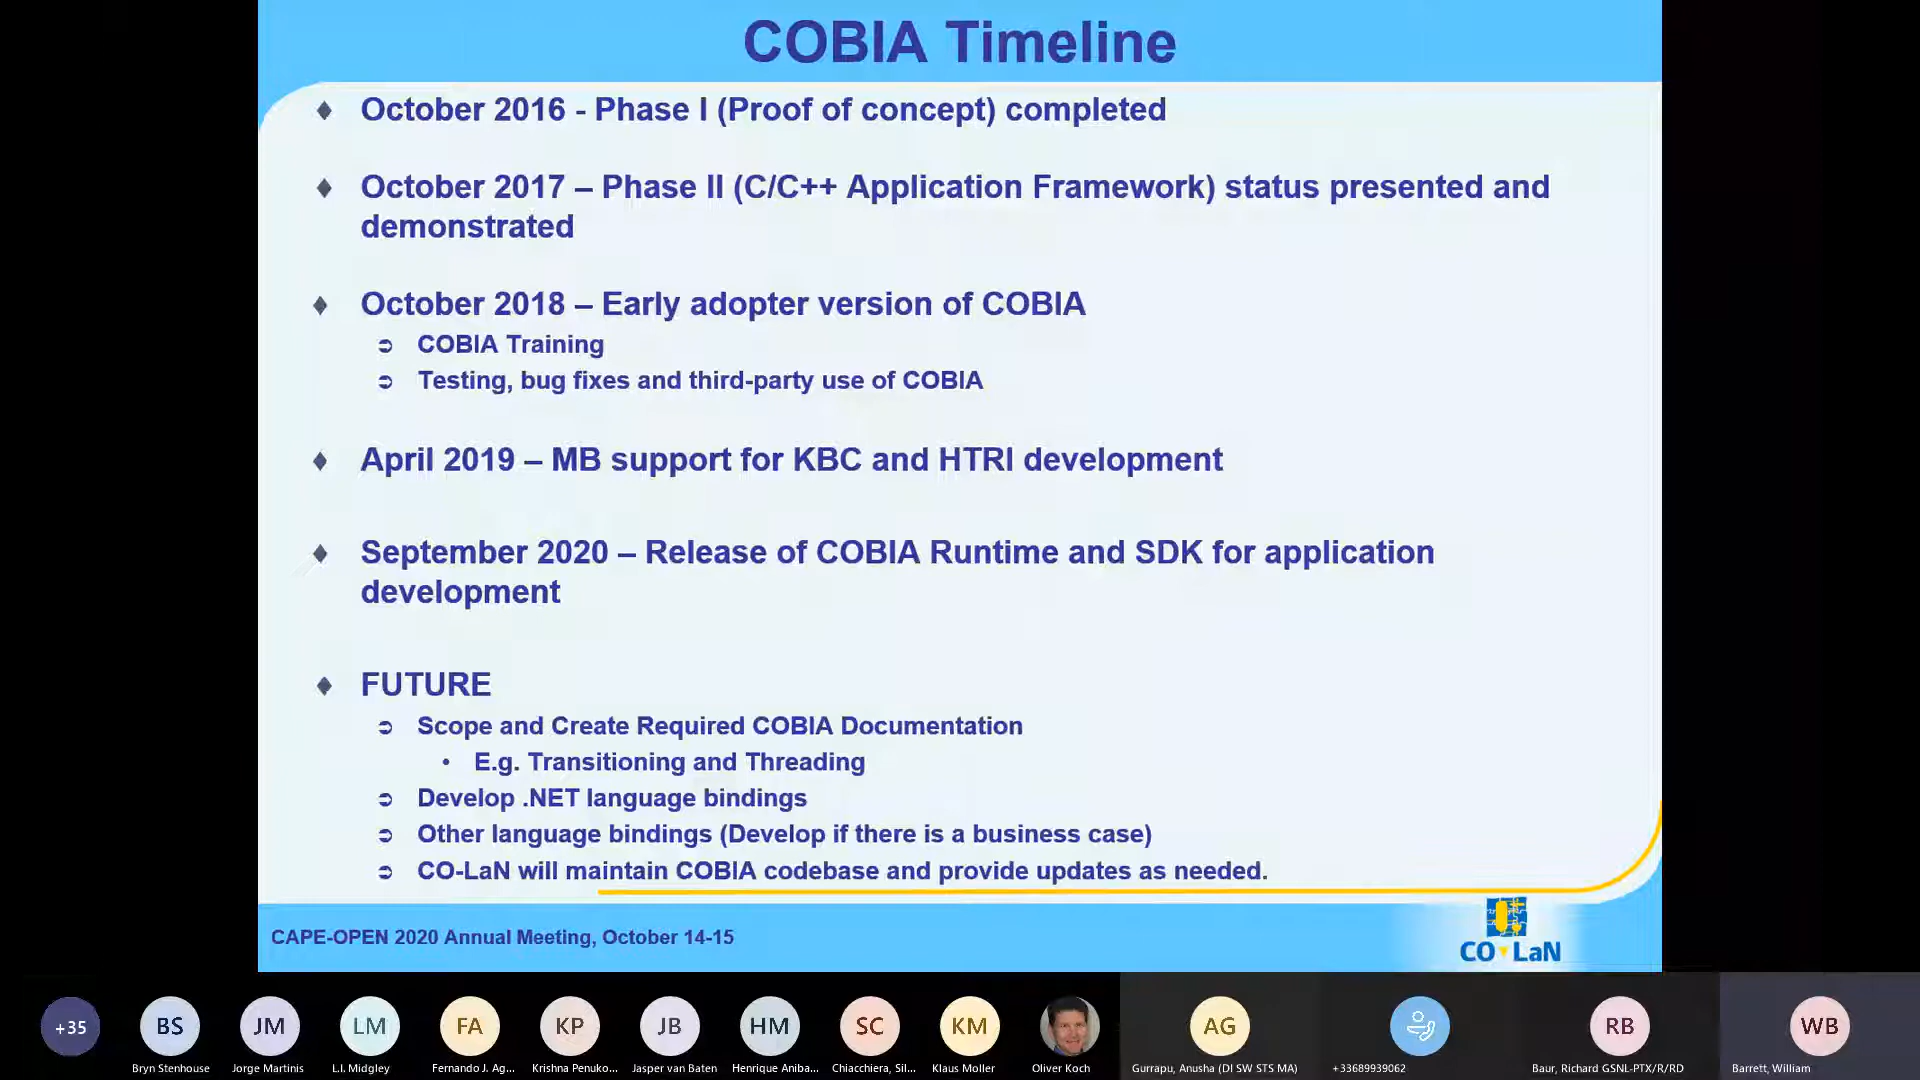 COBIA Timeline
October 2016 - Phase I (Proof of concept) completed
October 2017 – Phase II (C/C++ Application Framework) status presented and
demonstrated
October 2018 – Early adopter version of COBIA
COBIA Training
Testing, bug fixes and third-party use of COBIA
April 2019 – MB support for KBC and HTRI development
September 2020 – Release of COBIA Runtime and SDK for application
development
FUTURE
Scope and Create Required COBIA Documentation
• E.g. Transitioning and Threading
Develop .NET language bindings
Other language bindings (Develop if there is a business case)
CO-LaN will maintain COBIA codebase and provide updates as needed.
CAPE-OPEN 2020 Annual Meeting, October 14-15
CO LaN
+35 BS JM LM FA KP JB HM SC KM AG RB WB
Bryn Stenhouse Jorge Martinis L.I. Midgley Fernando J. Ag... Krishna Penuko... Jasper van Baten Henrique Aniba... Chiacchiera, Sil... Klaus Moller Oliver Koch Gurrapu, Anusha (DI SW STS MA) +33689939062 Baur, Richard GSNL-PTX/R/RD Barrett, William